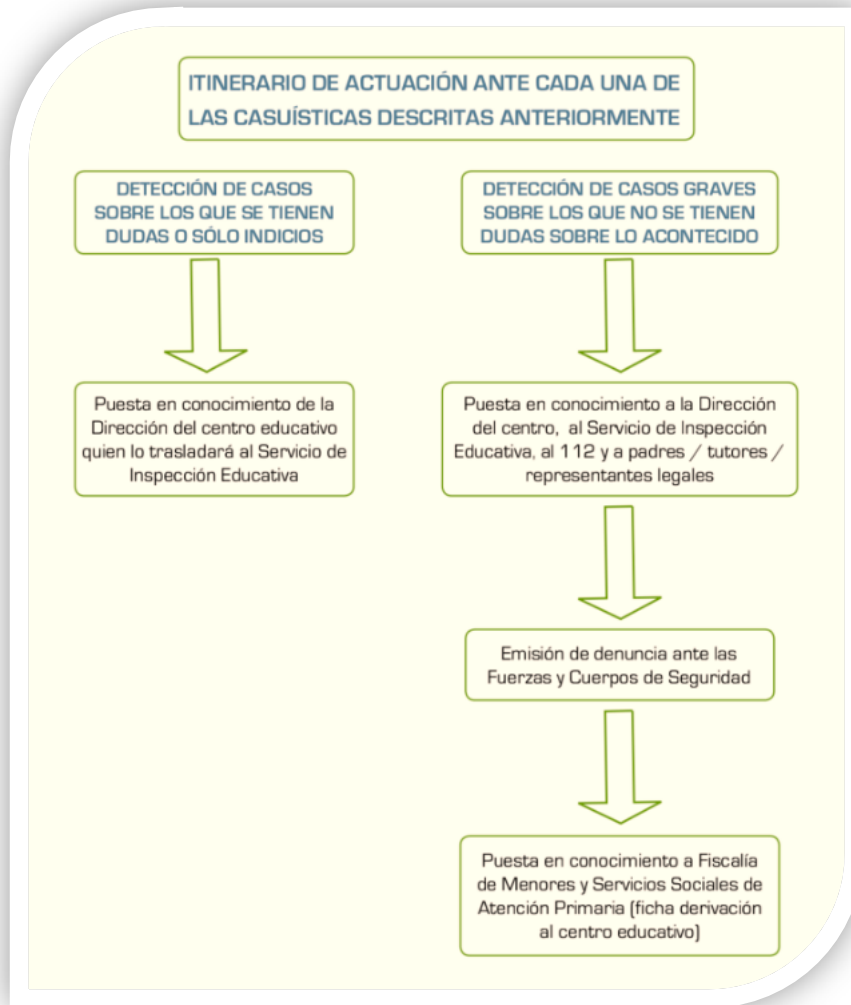 ITINERARIO DE ACTUACIÓN ANTE CADA UNA DE
LAS CASUÍSTICAS DESCRITAS ANTERIORMENTE
DETECCIÓN DE CASOS
SOBRE LOS QUE SE TIENEN
DUDAS O SÓLO INDICIOS
Puesta en conocimiento de la
Dirección del centro educativo
quien lo trasladará al Servicio de
Inspección Educativa
DETECCIÓN DE CASOS GRAVES
SOBRE LOS QUE NO SE TIENEN
DUDAS SOBRE LO ACONTECIDO
Puesta en conocimiento a la Dirección
del centro, al Servicio de Inspección
Educativa, al 112 y a padres / tutores /
representantes legales
Emisión de denuncia ante las
Fuerzas y Cuerpos de Seguridad
Puesta en conocimiento a Fiscalía
de Menores y Servicios Sociales de
Atención Primaria (ficha derivación
al centro educativo)